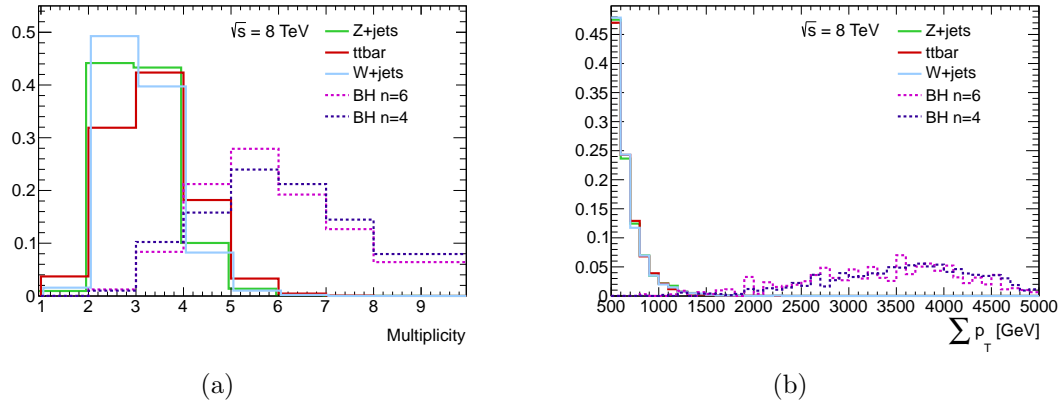 √s = 8 TeV
Z+jets
ttbar
W+jets
BH n=6
BH n=4
0.5
0.4
0.3
0.2
0.1
0
1 2 3 4 5 6 7 8 9
Multiplicity
(a)
√s = 8 TeV
Z+jets
ttbar
W+jets
BH n=6
BH n=4
0.45
0.4
0.35
0.3
0.25
0.2
0.15
0.1
0.05
0
500 1000 1500 2000 2500 3000 3500 4000 4500 5000
∑ p_T [GeV]
(b)